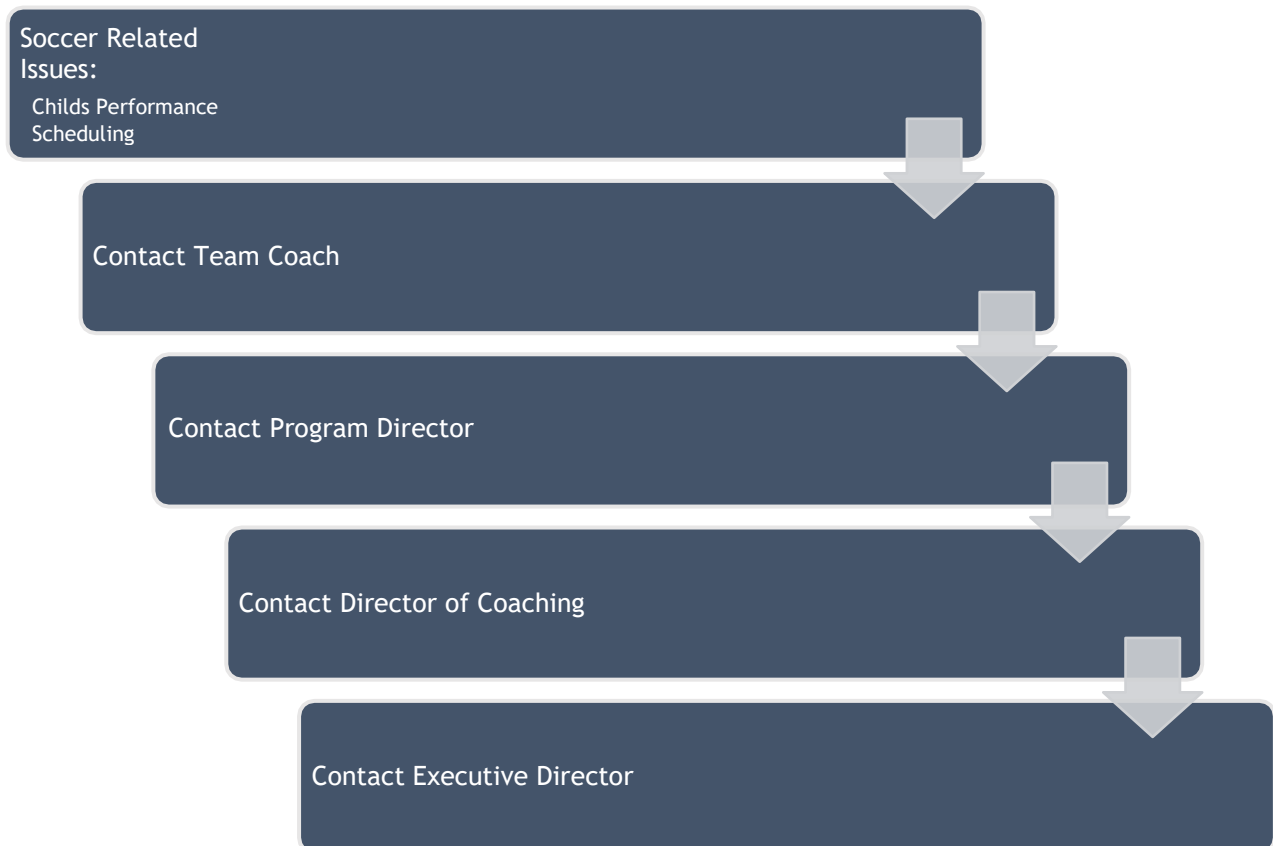 Soccer Related
Issues:
Childs Performance
Scheduling
Contact Team Coach
Contact Program Director
Contact Director of Coaching
Contact Executive Director